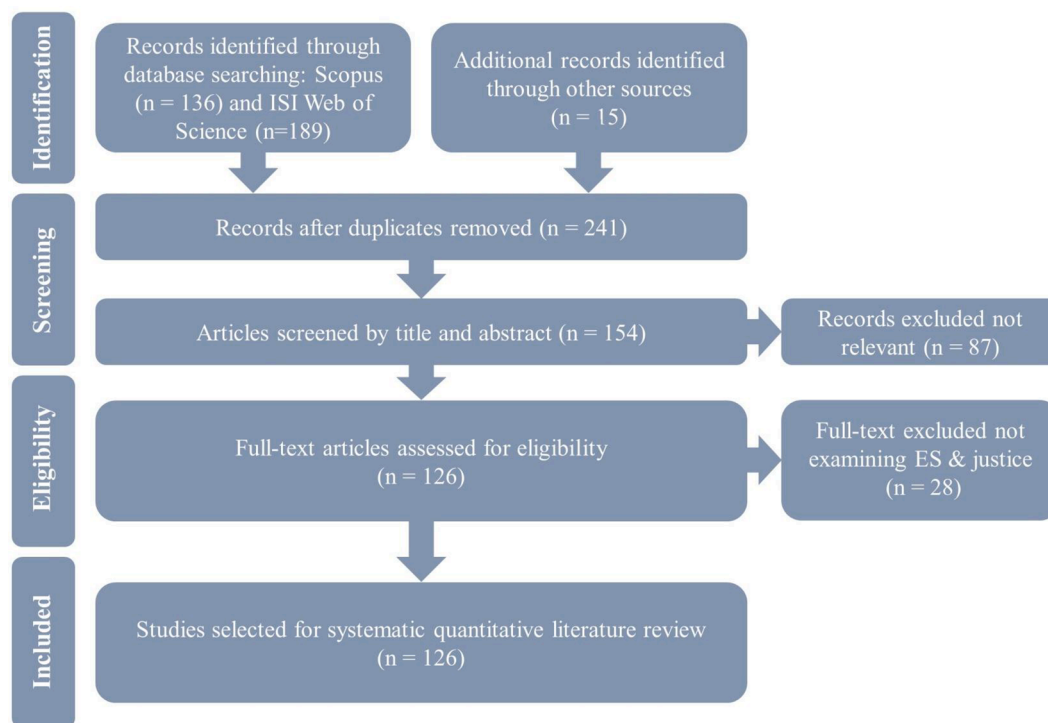 Identification
Records identified through
database searching: Scopus
(n = 136) and ISI Web of
Science (n=189)
Additional records identified
through other sources
(n = 15)
Screening
Records after duplicates removed (n = 241)
Articles screened by title and abstract (n = 154)
Records excluded not
relevant (n = 87)
Eligibility
Full-text articles assessed for eligibility
(n = 126)
Full-text excluded not
examining ES & justice
(n = 28)
Included
Studies selected for systematic quantitative literature review
(n = 126)